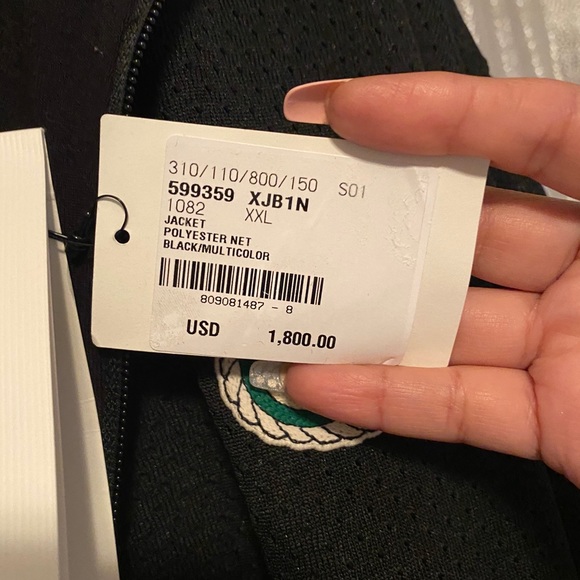 310/110/800/150 S01
599359 XJB1N
1082 XXL
JACKET
POLYESTER NET
BLACK/MULTICOLOR
809081487 - 8
USD 1,800.00